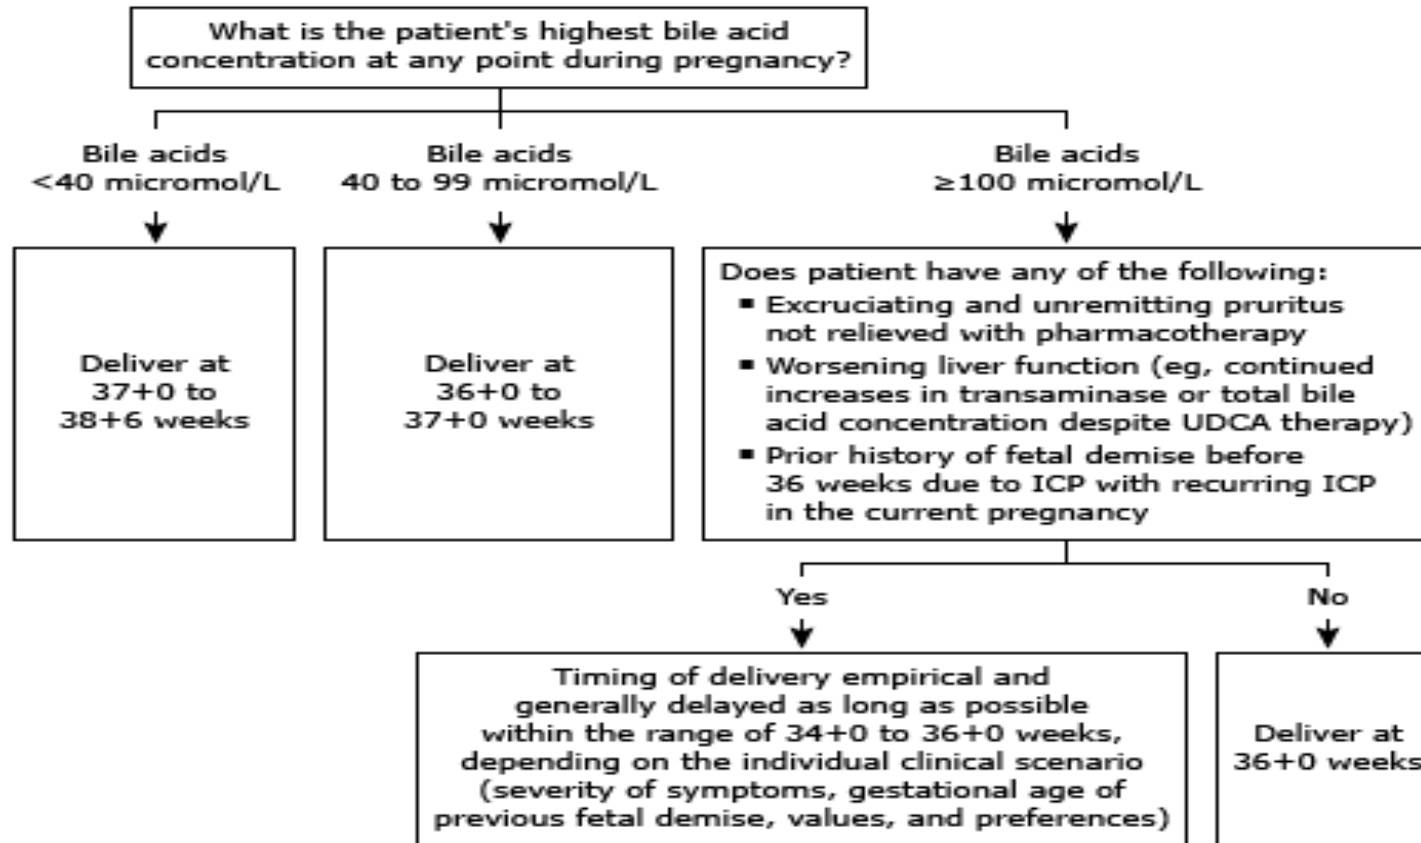 What is the patient's highest bile acid
concentration at any point during pregnancy?
Bile acids
<40 micromol/L
Bile acids
40 to 99 micromol/L
Bile acids
≥100 micromol/L
Deliver at
37+0 to
38+6 weeks
Deliver at
36+0 to
37+0 weeks
Does patient have any of the following:
▪ Excruciating and unremitting pruritus
not relieved with pharmacotherapy
▪ Worsening liver function (eg, continued
increases in transaminase or total bile
acid concentration despite UDCA therapy)
▪ Prior history of fetal demise before
36 weeks due to ICP with recurring ICP
in the current pregnancy
Yes
No
Timing of delivery empirical and
generally delayed as long as possible
within the range of 34+0 to 36+0 weeks,
depending on the individual clinical scenario
(severity of symptoms, gestational age of
previous fetal demise, values, and preferences)
Deliver at
36+0 weeks